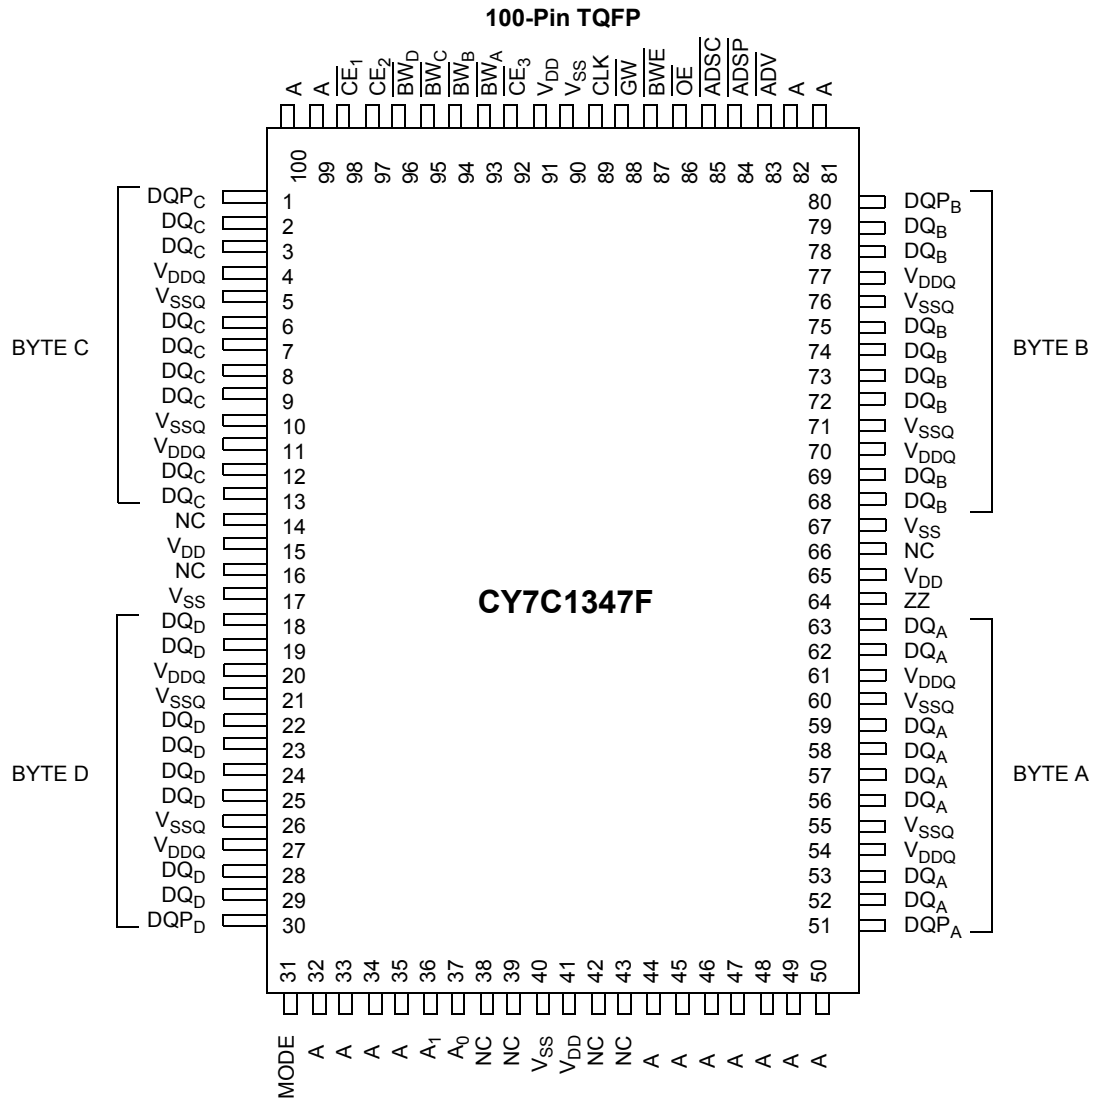 100-Pin TQFP
A A CE1 CE2 BWD BWC BWB BWA CE3 VDD VSS CLK GW BWE OE ADSC ADSP ADV A A
100 99 98 97 96 95 94 93 92 91 90 89 88 87 86 85 84 83 82 81
DQPC 1 80 DQPB
DQC 2 79 DQB
DQC 3 78 DQB
VDDQ 4 77 VDDQ
VSSQ 5 76 VSSQ
DQC 6 75 DQB
BYTE C DQC 7 74 DQB BYTE B
DQC 8 73 DQB
DQC 9 72 DQB
VSSQ 10 71 VSSQ
VDDQ 11 70 VDDQ
DQC 12 69 DQB
DQC 13 68 DQB
NC 14 67 VSS
VDD 15 66 NC
NC 16 65 VDD
VSS 17 CY7C1347F 64 ZZ
DQD 18 63 DQA
DQD 19 62 DQA
VDDQ 20 61 VDDQ
VSSQ 21 60 VSSQ
DQD 22 59 DQA
DQD 23 58 DQA
BYTE D DQD 24 57 DQA BYTE A
DQD 25 56 DQA
VSSQ 26 55 VSSQ
VDDQ 27 54 VDDQ
DQD 28 53 DQA
DQD 29 52 DQA
DQPD 30 51 DQPA
31 32 33 34 35 36 37 38 39 40 41 42 43 44 45 46 47 48 49 50
MODE A A A A A1 A0 NC NC VSS VDD NC NC A A A A A A A